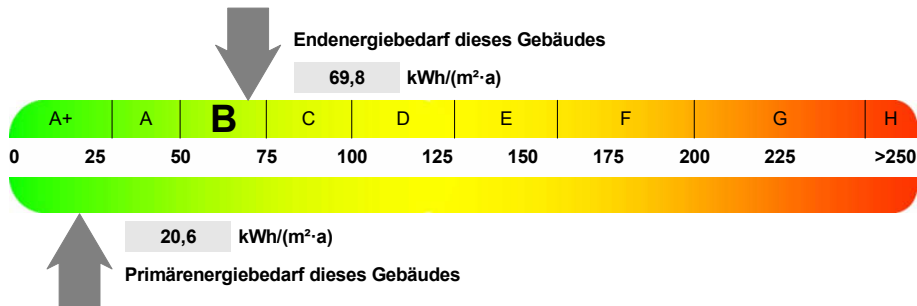 Endenergiebedarf dieses Gebäudes
69,8 kWh/(m²·a)
A+ A B C D E F G H
0 25 50 75 100 125 150 175 200 225 >250
20,6 kWh/(m²·a)
Primärenergiebedarf dieses Gebäudes